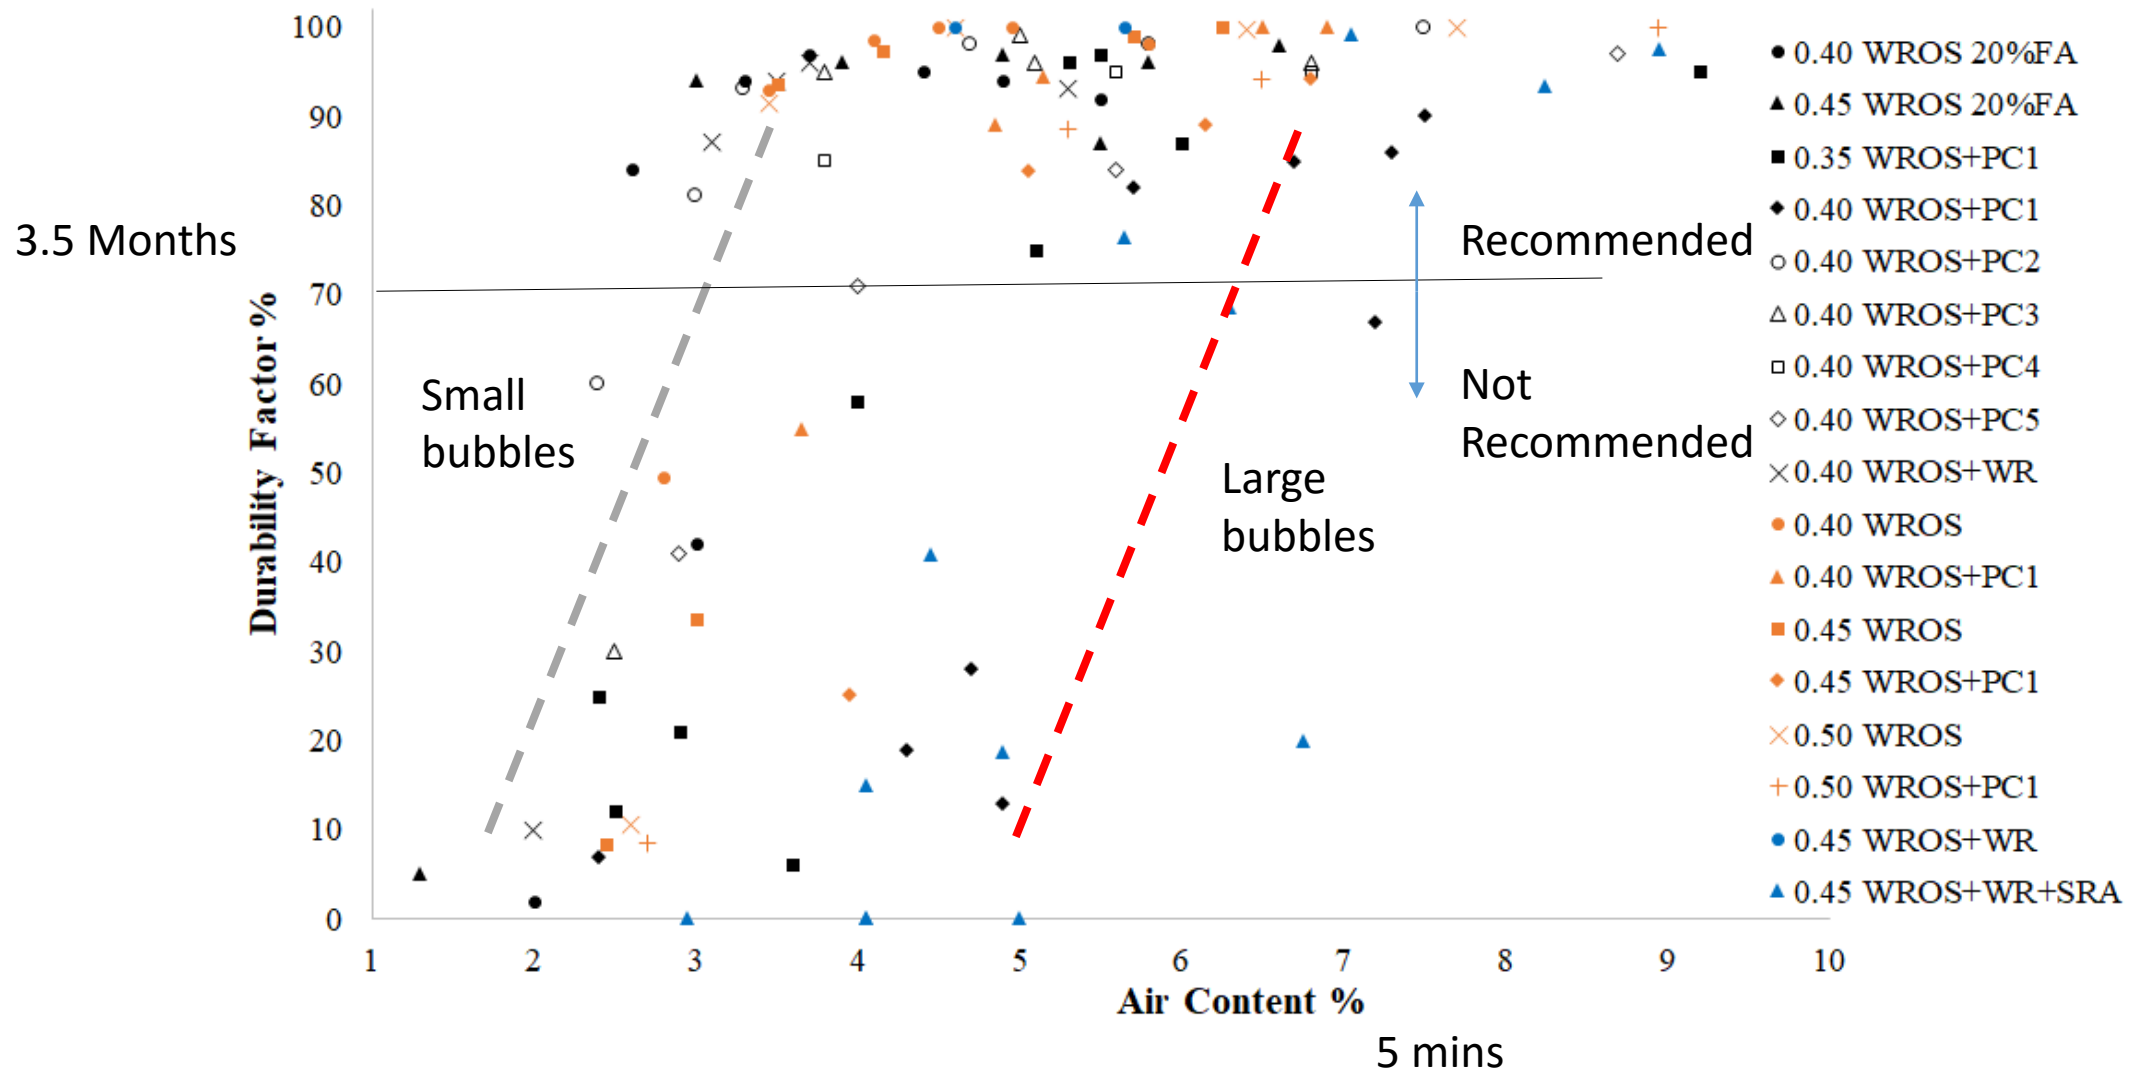 100
90
80
70
60
50
40
30
20
10
0
3.5 Months
Durability Factor %
Small
bubbles
Large
bubbles
Recommended
Not
Recommended
0.40 WROS 20%FA
0.45 WROS 20%FA
0.35 WROS+PC1
0.40 WROS+PC1
0.40 WROS+PC2
0.40 WROS+PC3
0.40 WROS+PC4
0.40 WROS+PC5
0.40 WROS+WR
0.40 WROS
0.40 WROS+PC1
0.45 WROS
0.45 WROS+PC1
0.50 WROS
0.50 WROS+PC1
0.45 WROS+WR
0.45 WROS+WR+SRA
1 2 3 4 5 6 7 8 9 10
Air Content %
5 mins